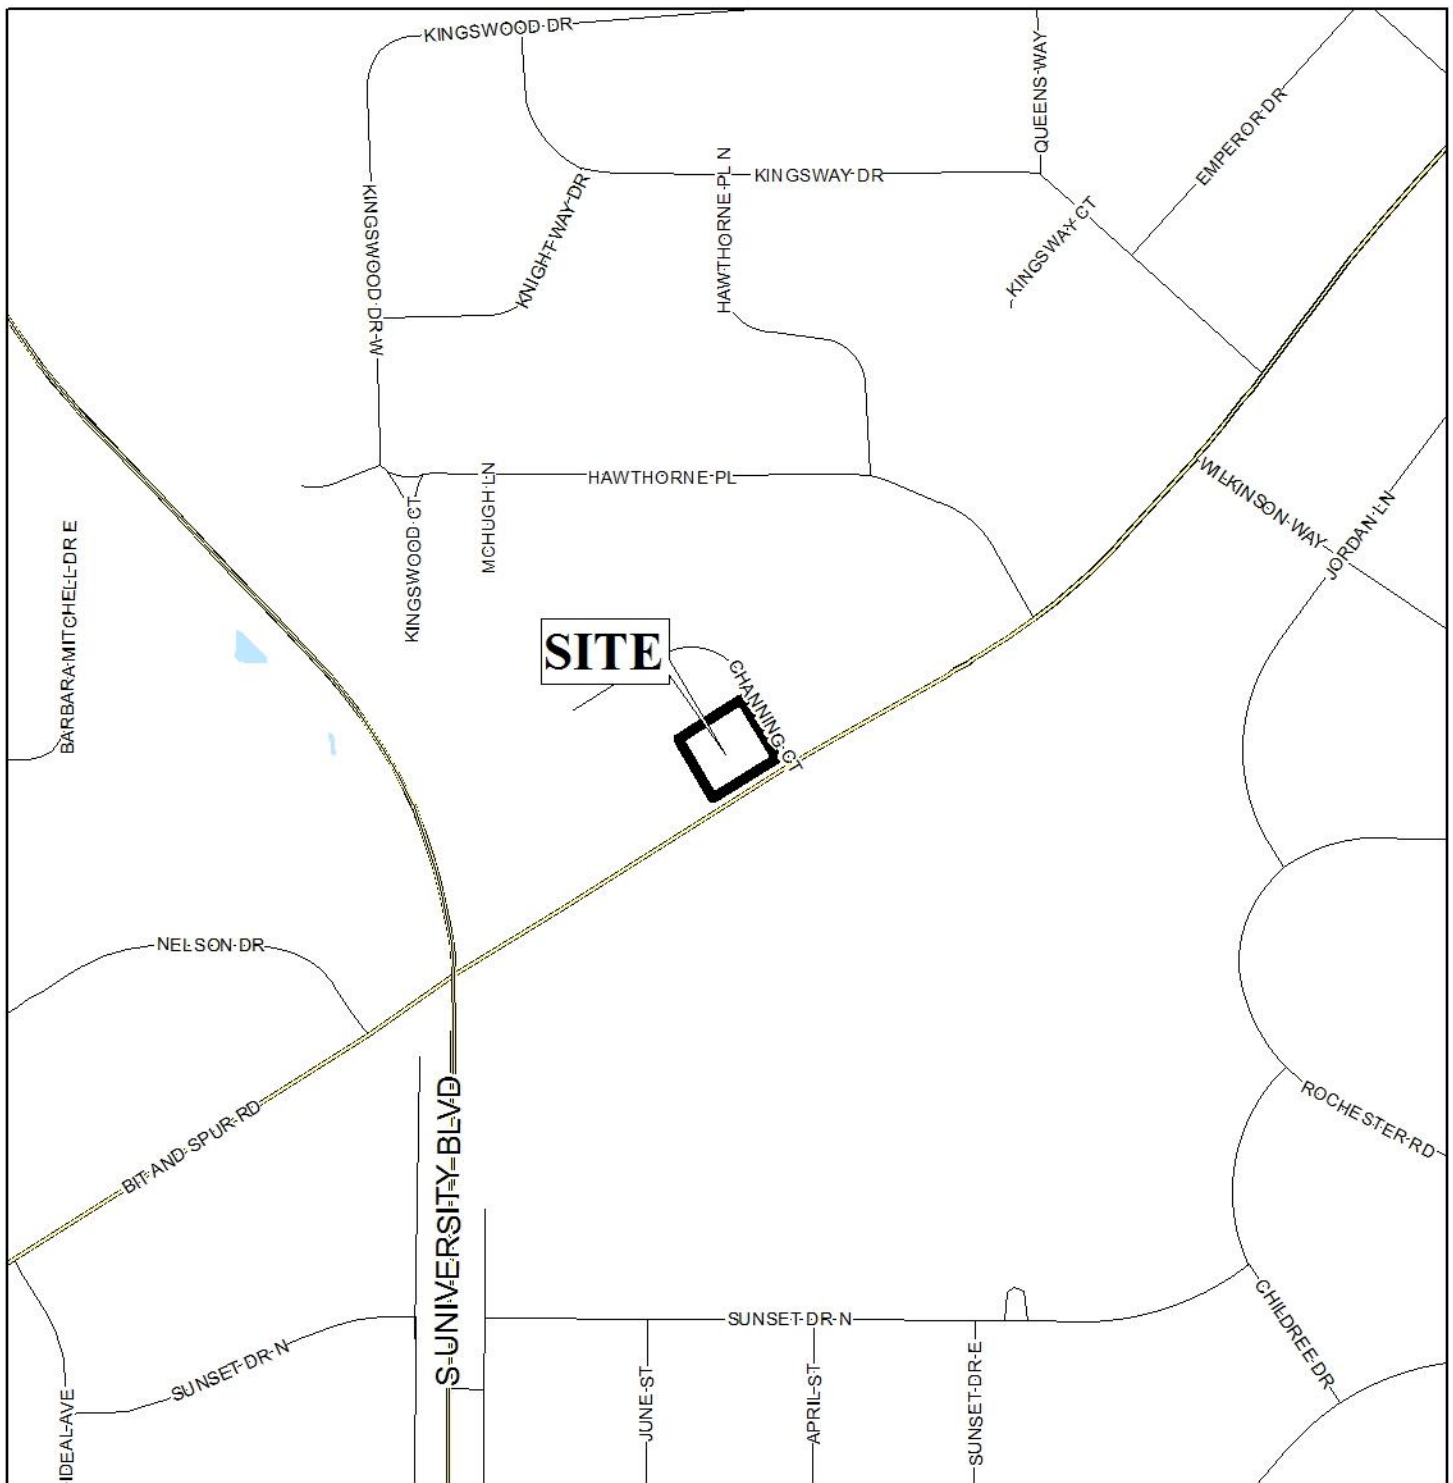 KINGSWOOD DR
QUEENS WAY
EMPEROR DR
KINGSWAY DR
HAWTHORNE PL N
KNIGHT WAY DR
KINGSWOOD DR W
KINGSWAY CT
WILKINSON WAY
JORDAN LN
HAWTHORNE PL
MCHUGH LN
KINGSWOOD CT
BARBARA MITCHELL DR E
SITE
CHANNING CT
NELSON DR
BIT AND SPUR RD
S UNIVERSITY BLVD
ROCHESTER RD
SUNSET DR N
SUNSET DR N
CHILDREE DR
IDEAL AVE
JUNE ST
APRIL ST
SUNSET DR E